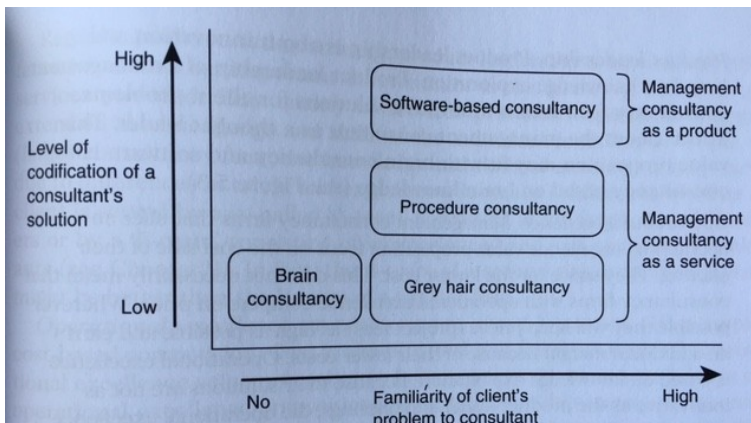 High
Software-based consultancy
Management
consultancy
as a product
Level of
codification of a
consultant's
solution
Procedure consultancy
Management
consultancy
as a service
Brain
consultancy
Grey hair consultancy
Low
No
Familiarity of client's
problem to consultant
High